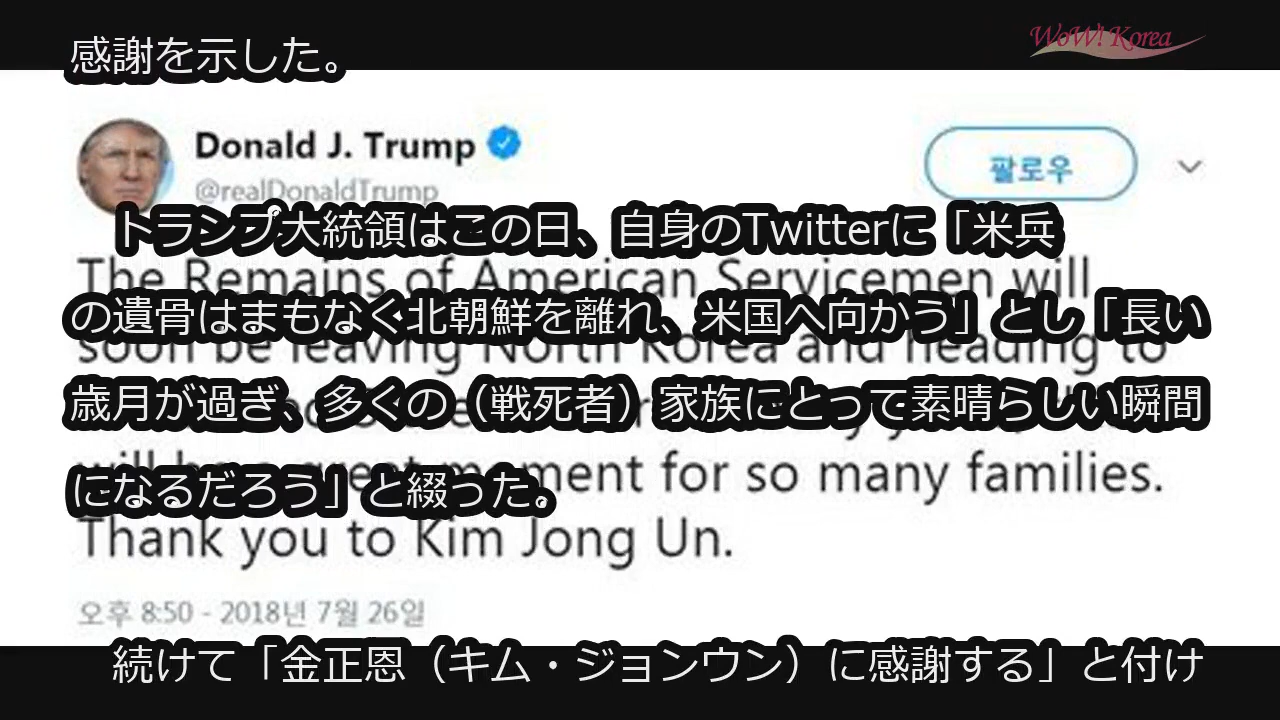 感謝を示した。
WoW! Korea
Donald J. Trump
팔로우
@realDonaldTrump
トランプ大統領はこの日、自身のTwitterに「米兵
The Remains of American Servicemen will
の遺骨はまもなく北朝鮮を離れ、米国へ向かう」とし「長い
soon be leaving North Korea and heading to
歳月が過ぎ、多くの（戦死者）家族にとって素晴らしい瞬間
will be a great moment for so many families.
になるだろう」と綴った。
Thank you to Kim Jong Un.
오후 8:50 - 2018년 7월 26일
続けて「金正恩（キム・ジョンウン）に感謝する」と付け